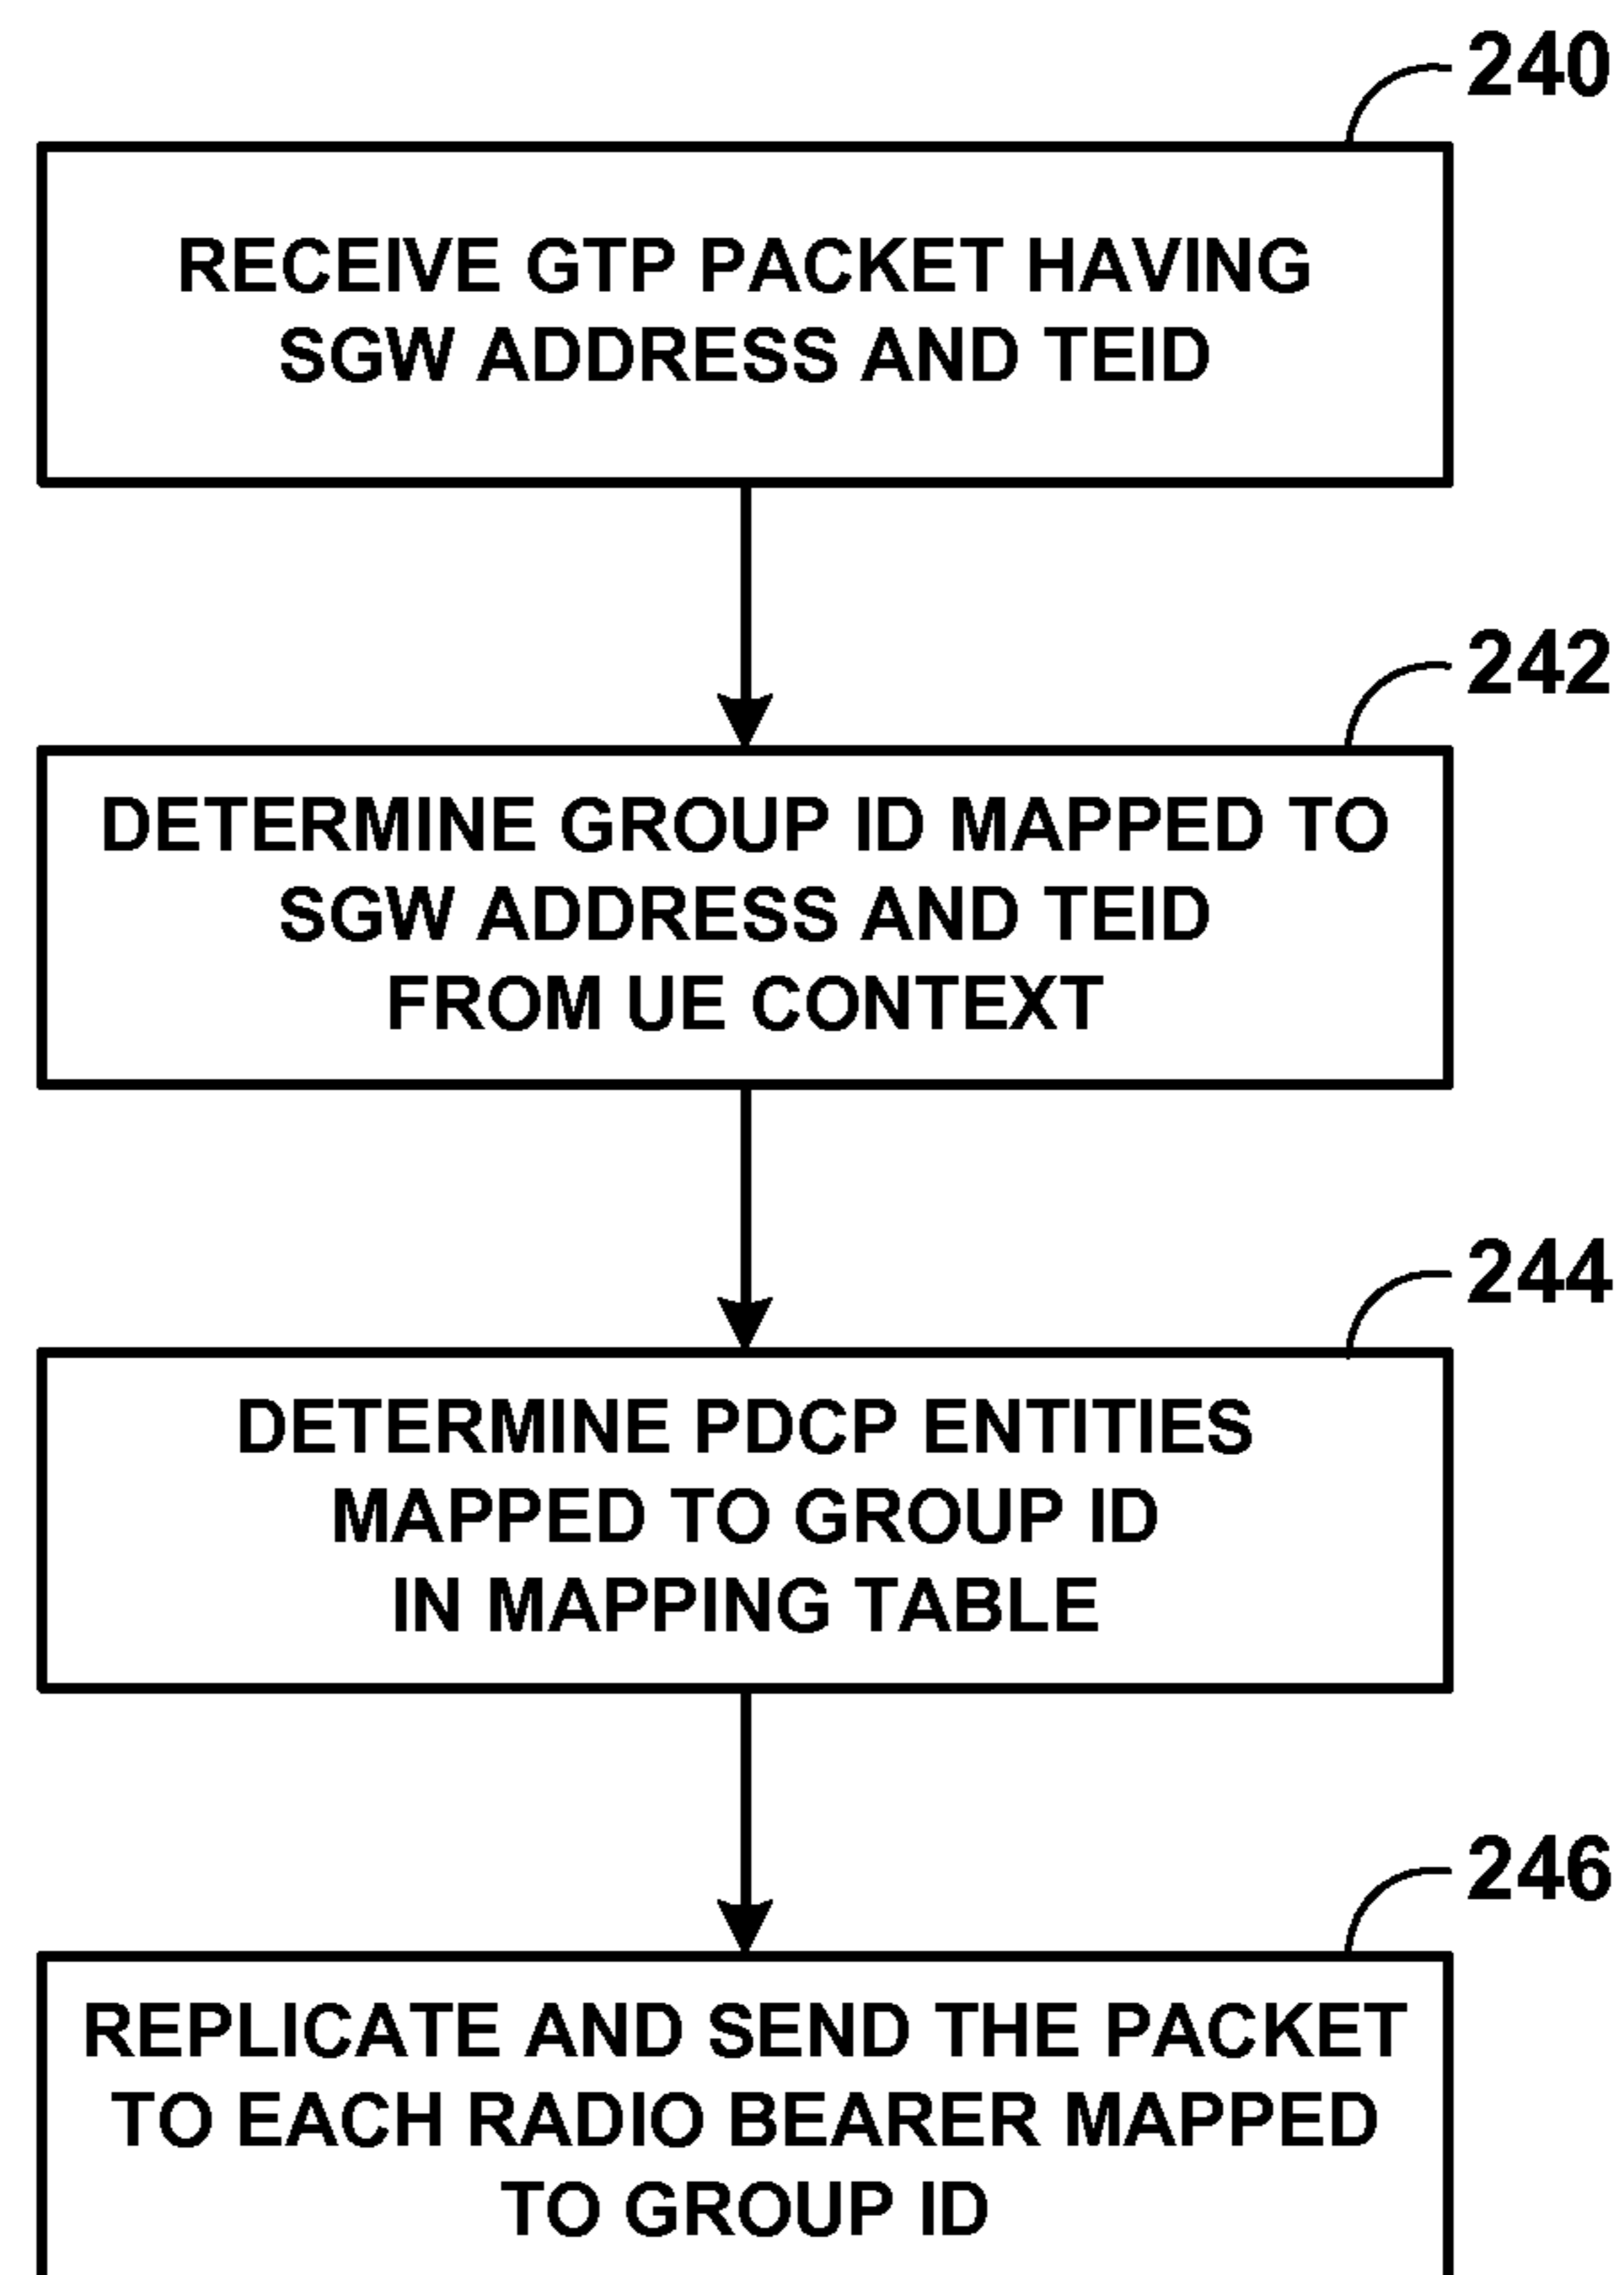 240
RECEIVE GTP PACKET HAVING
SGW ADDRESS AND TEID
242
DETERMINE GROUP ID MAPPED TO
SGW ADDRESS AND TEID
FROM UE CONTEXT
244
DETERMINE PDCP ENTITIES
MAPPED TO GROUP ID
IN MAPPING TABLE
246
REPLICATE AND SEND THE PACKET
TO EACH RADIO BEARER MAPPED
TO GROUP ID